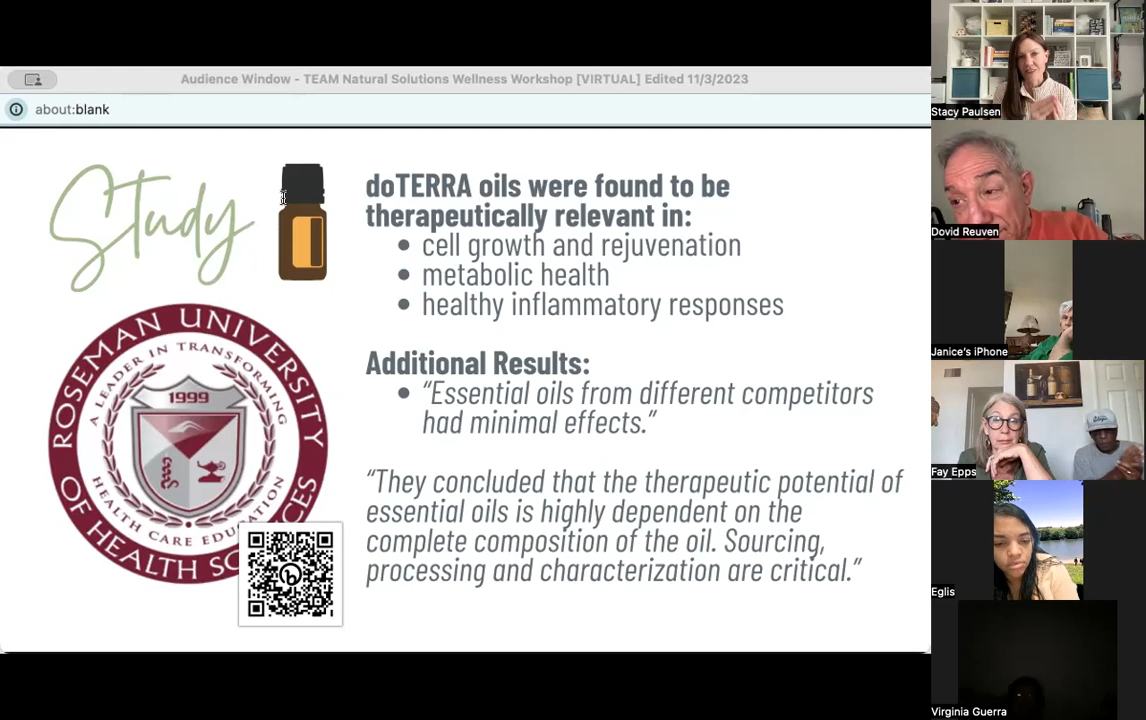 Audience Window - TEAM Natural Solutions Wellness Workshop [VIRTUAL] Edited 11/3/2023
about:blank
Study
doTERRA oils were found to be
therapeutically relevant in:
• cell growth and rejuvenation
• metabolic health
• healthy inflammatory responses
Additional Results:
• “Essential oils from different competitors
had minimal effects.”
“They concluded that the therapeutic potential of
essential oils is highly dependent on the
complete composition of the oil. Sourcing,
processing and characterization are critical.”
ROSEMAN UNIVERSITY
OF HEALTH SCIENCES
A LEADER IN TRANSFORMING
HEALTH CARE EDU
1999
Stacy Paulsen
Dovid Reuven
Janice's iPhone
Fay Epps
Eglis
Virginia Guerra